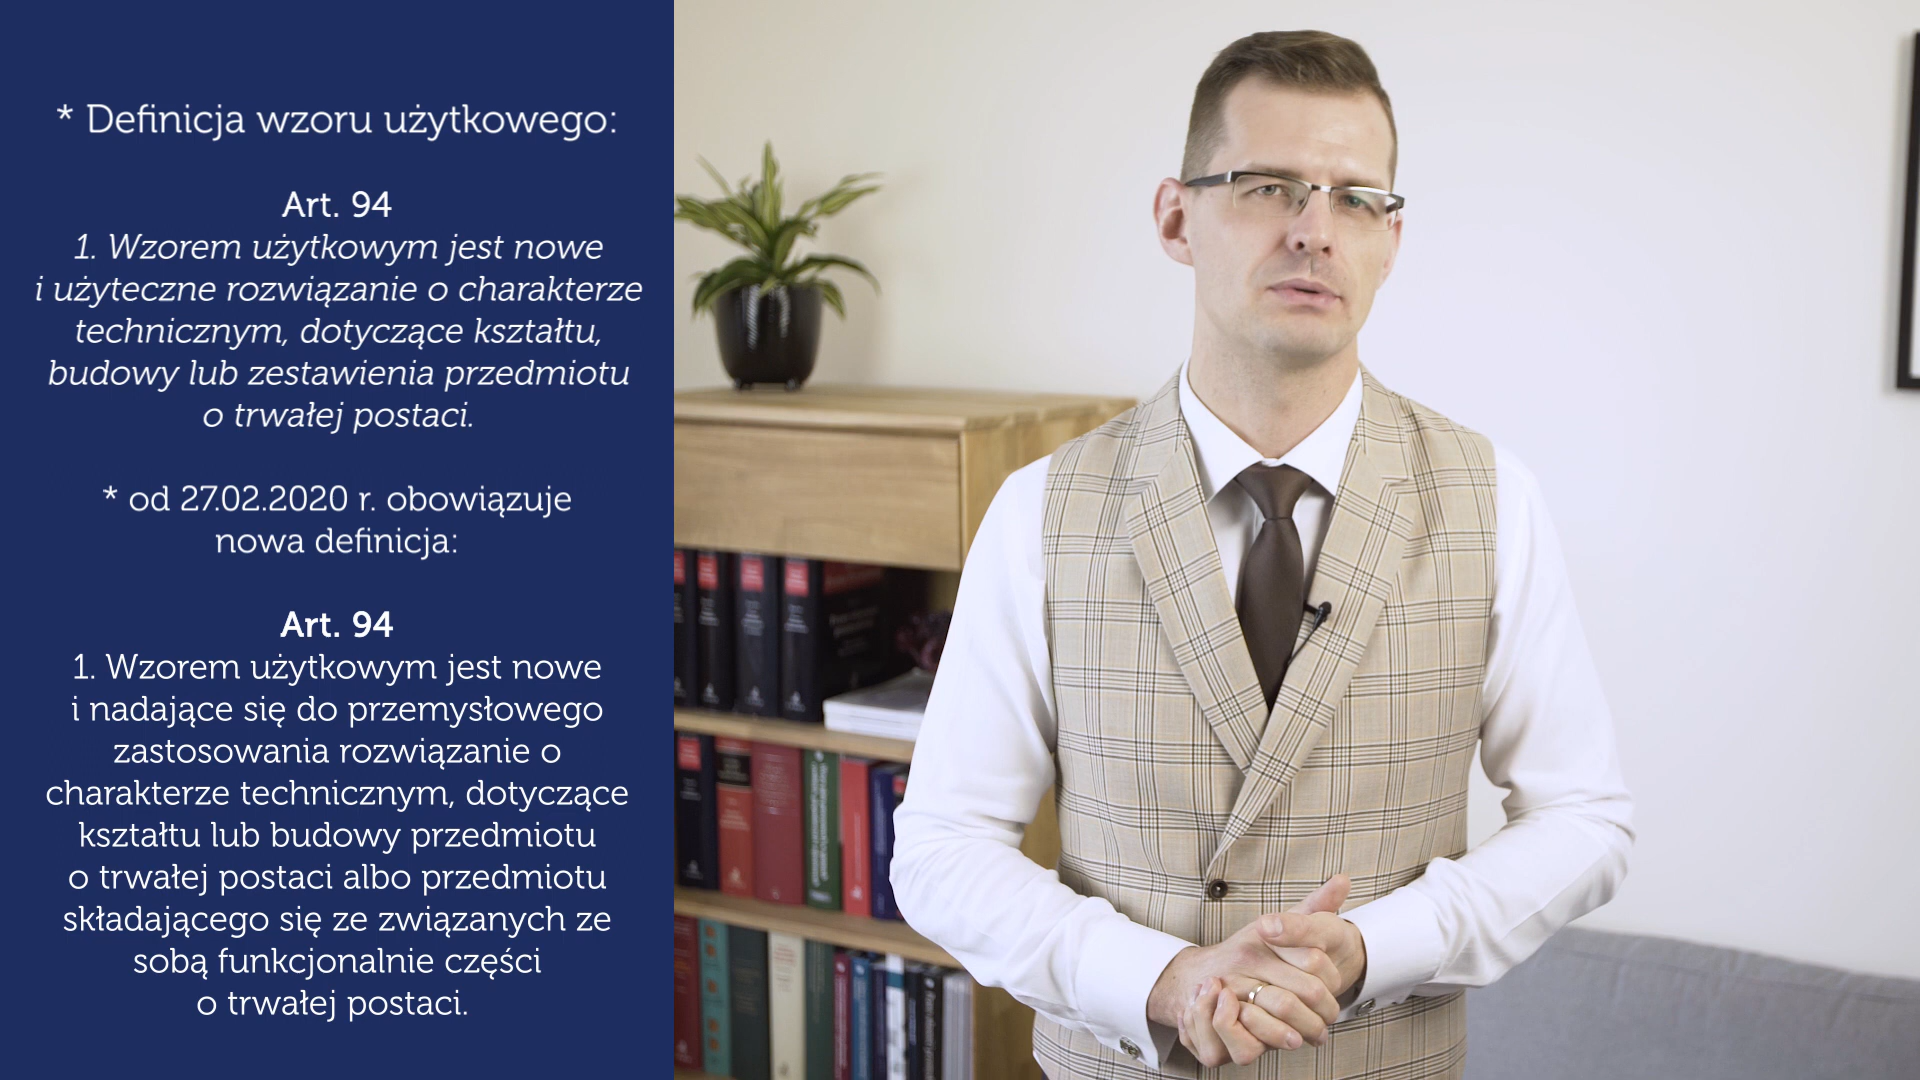 * Definicja wzoru użytkowego:
Art. 94
1. Wzorem użytkowym jest nowe
i użyteczne rozwiązanie o charakterze
technicznym, dotyczące kształtu,
budowy lub zestawienia przedmiotu
o trwałej postaci.
* od 27.02.2020 r. obowiązuje
nowa definicja:
Art. 94
1. Wzorem użytkowym jest nowe
i nadające się do przemysłowego
zastosowania rozwiązanie o
charakterze technicznym, dotyczące
kształtu lub budowy przedmiotu
o trwałej postaci albo przedmiotu
składającego się ze związanych ze
sobą funkcjonalnie części
o trwałej postaci.